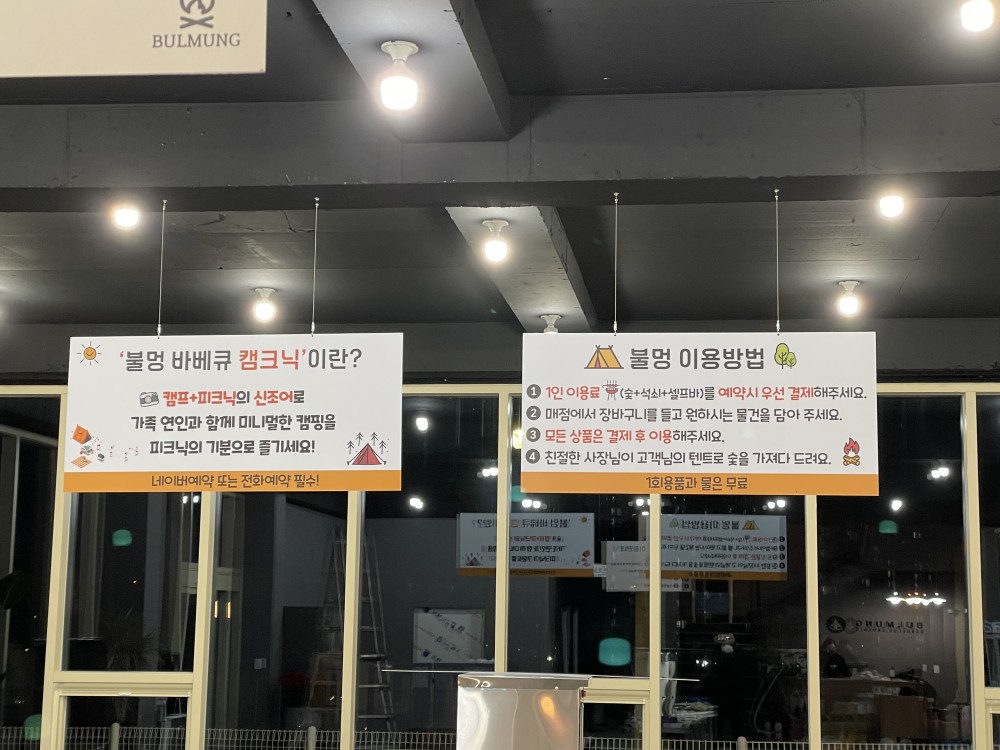 BULMUNG
'불멍 바베큐 캠크닉'이란?
캠프+피크닉의 신조어로
가족 연인과 함께 미니멀한 캠핑을
피크닉의 기분으로 즐기세요!
네이버예약 또는 전화예약 필수!
불멍 이용방법
1 1인 이용료 (숯+석쇠+셀프바)를 예약시 우선 결제해주세요.
2 매점에서 장바구니를 들고 원하시는 물건을 담아 주세요.
3 모든 상품은 결제 후 이용해주세요.
4 친절한 사장님이 고객님의 텐트로 숯을 가져다 드려요.
1회용품과 물은 무료
BULMUNG